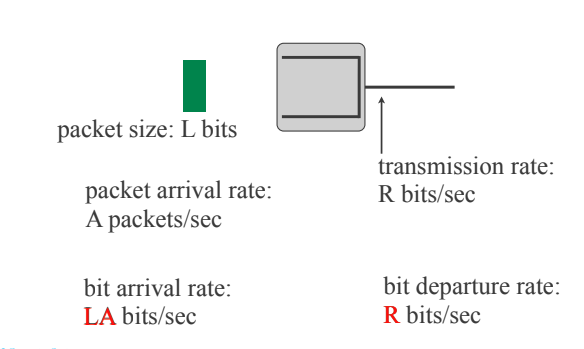 packet size: L bits
transmission rate:
R bits/sec
packet arrival rate:
A packets/sec
bit arrival rate:
LA bits/sec
bit departure rate:
R bits/sec